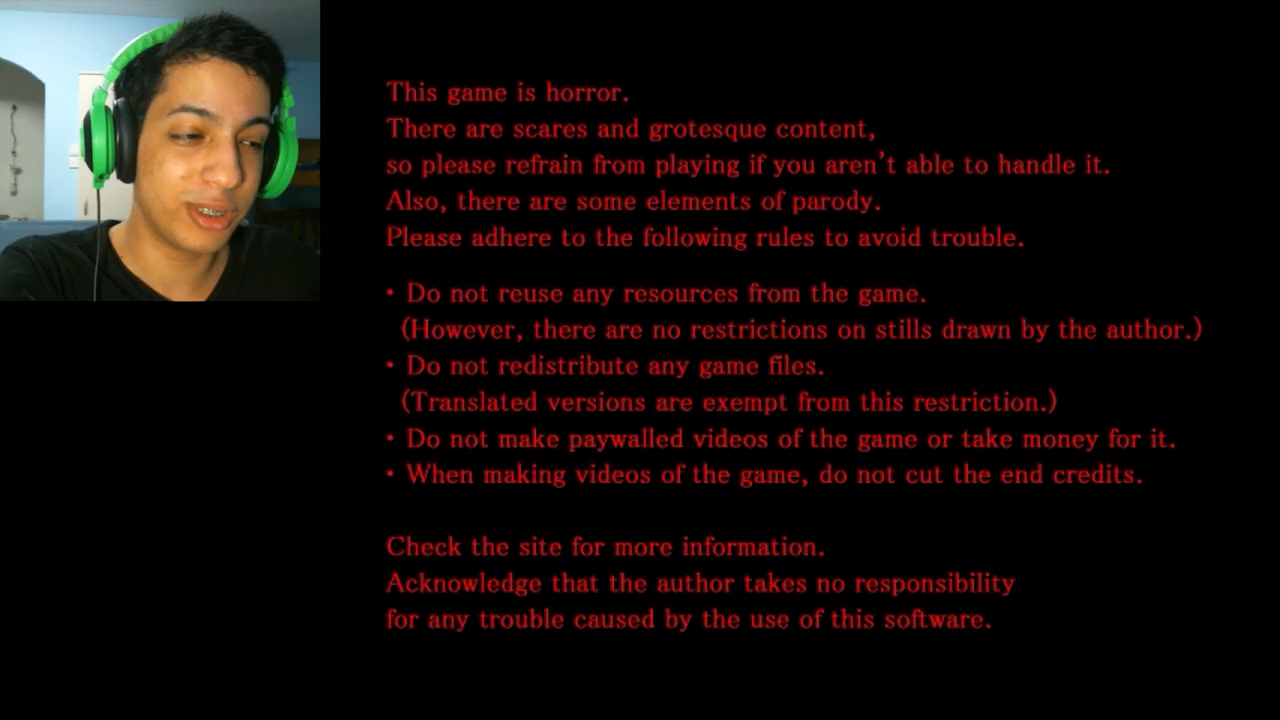 This game is horror.
There are scares and grotesque content,
so please refrain from playing if you aren't able to handle it.
Also, there are some elements of parody.
Please adhere to the following rules to avoid trouble.
・Do not reuse any resources from the game.
(However, there are no restrictions on stills drawn by the author.)
・Do not redistribute any game files.
(Translated versions are exempt from this restriction.)
・Do not make paywalled videos of the game or take money for it.
・When making videos of the game, do not cut the end credits.
Check the site for more information.
Acknowledge that the author takes no responsibility
for any trouble caused by the use of this software.